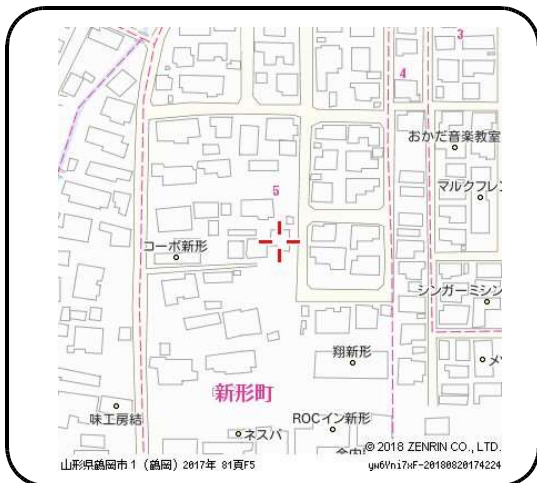 3
4
おかだ音楽教室
マルクフレン
5
コーポ新形
シンガーミシン
翔新形
メ
新形町
味工房結
ROCイン新形
ネスパ
© 2018 ZENRIN CO., LTD.
山形県鶴岡市1（鶴岡）2017年 81頁F5
yw6Yni7xF-20180820174224